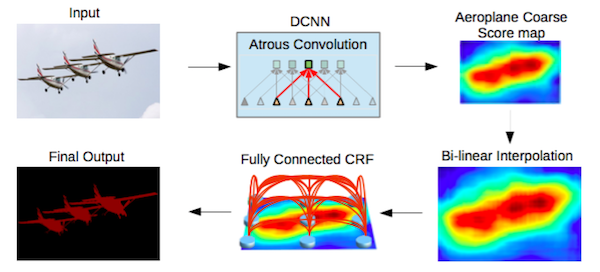 Input
DCNN
Atrous Convolution
Aeroplane Coarse
Score map
Bi-linear Interpolation
Fully Connected CRF
Final Output